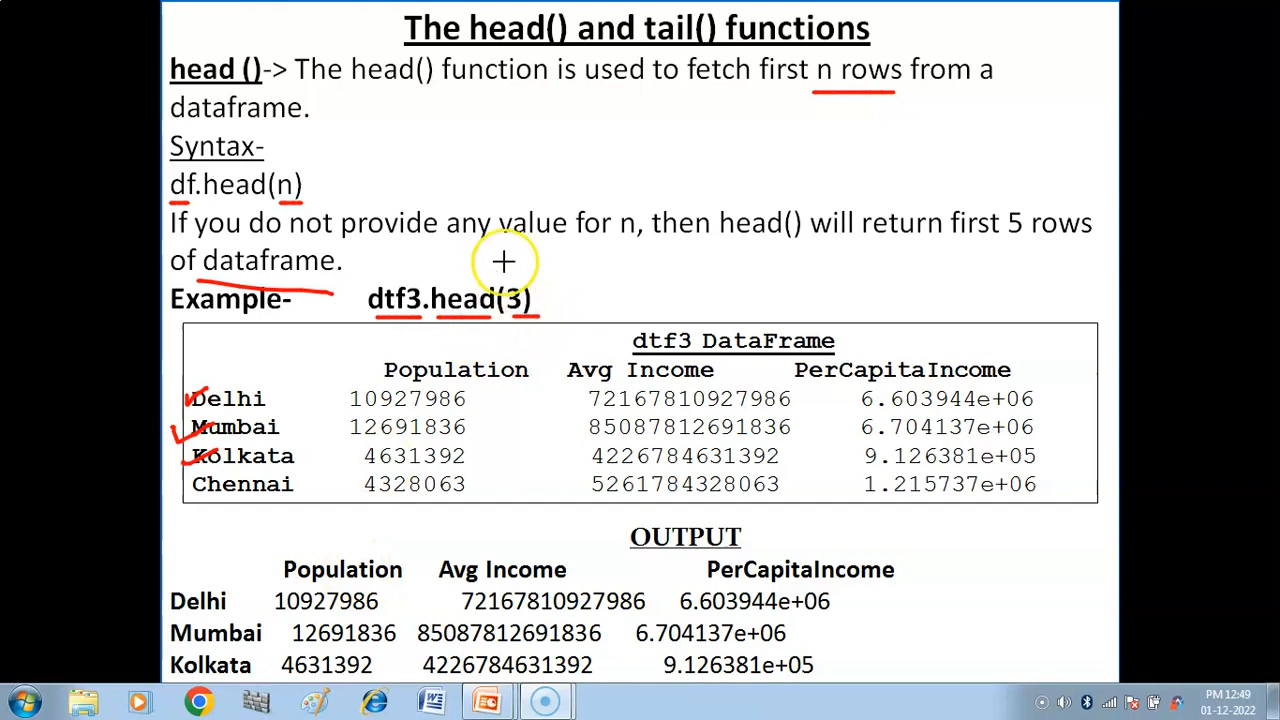 The head() and tail() functions
head ()-> The head() function is used to fetch first n rows from a
dataframe.
Syntax-
df.head(n)
If you do not provide any value for n, then head() will return first 5 rows
of dataframe.
Example- dtf3.head(3)
dtf3 DataFrame
Population Avg Income PerCapitaIncome
Delhi 10927986 72167810927986 6.603944e+06
Mumbai 12691836 85087812691836 6.704137e+06
Kolkata 4631392 4226784631392 9.126381e+05
Chennai 4328063 5261784328063 1.215737e+06
OUTPUT
Population Avg Income PerCapitaIncome
Delhi 10927986 72167810927986 6.603944e+06
Mumbai 12691836 85087812691836 6.704137e+06
Kolkata 4631392 4226784631392 9.126381e+05
PM 12:49
01-12-2022